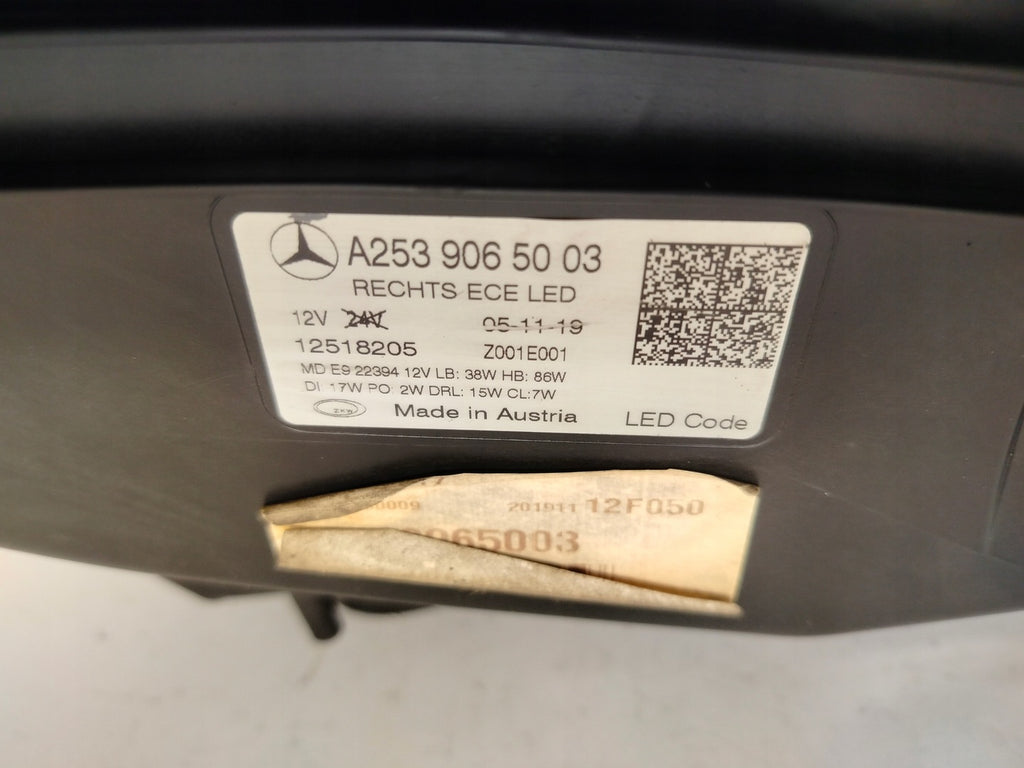 A253 906 50 03
RECHTS ECE LED
12V 24V 05-11-19
12518205 Z001E001
MD E9 22394 12V LB: 38W HB: 86W
DI: 17W PO: 2W DRL: 15W CL:7W
ZKW Made in Austria LED Code
0009 201911 12F050
065003